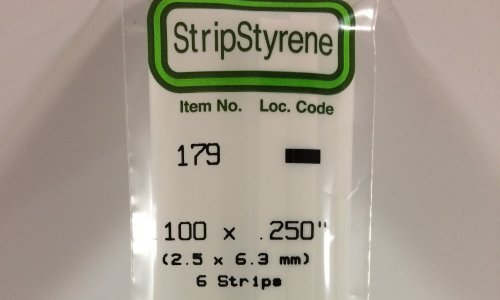 StripStyrene
Item No. Loc. Code
179
100 x .250"
(2.5 x 6.3 mm)
6 Strips